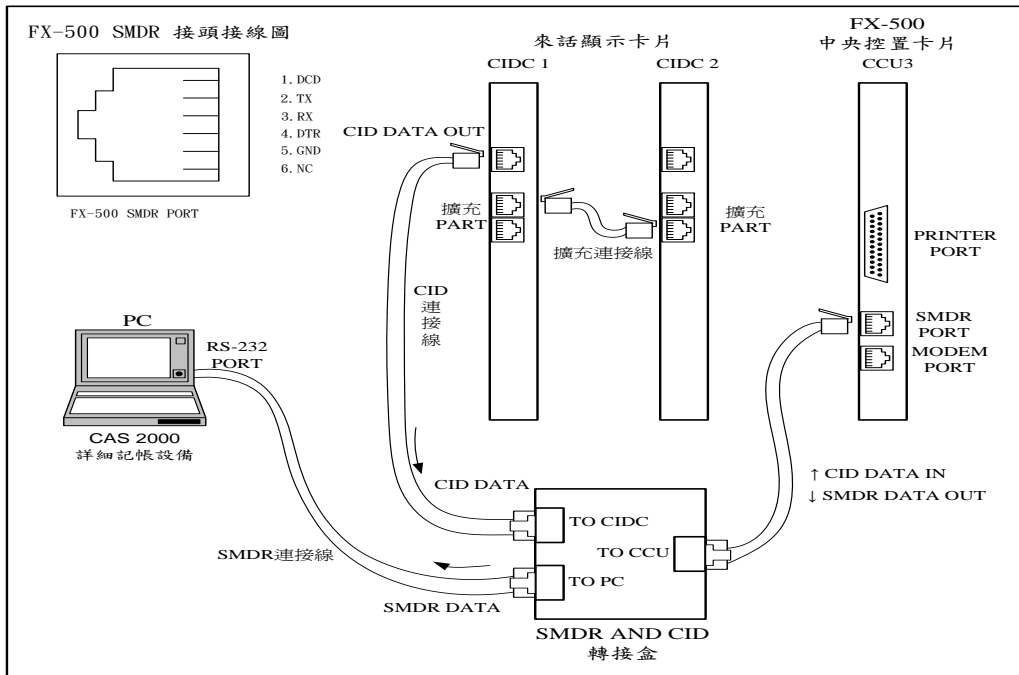 FX-500 SMDR 接頭接線圖
1. DCD
2. TX
3. RX
4. DTR
5. GND
6. NC
FX-500 SMDR PORT
來話顯示卡片
CIDC 1
CIDC 2
FX-500
中央控置卡片
CCU3
CID DATA OUT
擴充
PART
擴充連接線
擴充
PART
PRINTER
PORT
SMDR
PORT
MODEM
PORT
CID
連
接
線
PC
RS-232
PORT
CAS 2000
詳細記帳設備
CID DATA
↑ CID DATA IN
↓ SMDR DATA OUT
TO CIDC
TO CCU
TO PC
SMDR連接線
SMDR DATA
SMDR AND CID
轉接盒